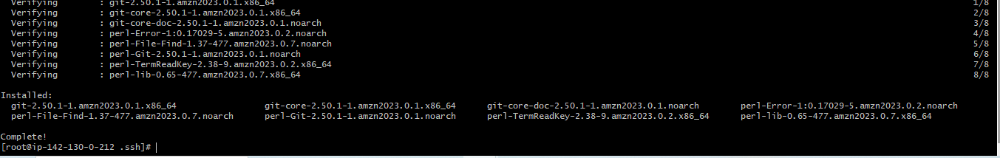 Verifying : git-2.50.1-1.amzn2023.0.1.x86_64 1/8
Verifying : git-core-2.50.1-1.amzn2023.0.1.x86_64 2/8
Verifying : git-core-doc-2.50.1-1.amzn2023.0.1.noarch 3/8
Verifying : perl-Error-1:0.17029-5.amzn2023.0.2.noarch 4/8
Verifying : perl-File-Find-1.37-477.amzn2023.0.7.noarch 5/8
Verifying : perl-Git-2.50.1-1.amzn2023.0.1.noarch 6/8
Verifying : perl-TermReadKey-2.38-9.amzn2023.0.2.x86_64 7/8
Verifying : perl-lib-0.65-477.amzn2023.0.7.x86_64 8/8
Installed:
git-2.50.1-1.amzn2023.0.1.x86_64 git-core-2.50.1-1.amzn2023.0.1.x86_64 git-core-doc-2.50.1-1.amzn2023.0.1.noarch perl-Error-1:0.17029-5.amzn2023.0.2.noarch
perl-File-Find-1.37-477.amzn2023.0.7.noarch perl-Git-2.50.1-1.amzn2023.0.1.noarch perl-TermReadKey-2.38-9.amzn2023.0.2.x86_64 perl-lib-0.65-477.amzn2023.0.7.x86_64
Complete!
[root@ip-142-130-0-212 .ssh]#